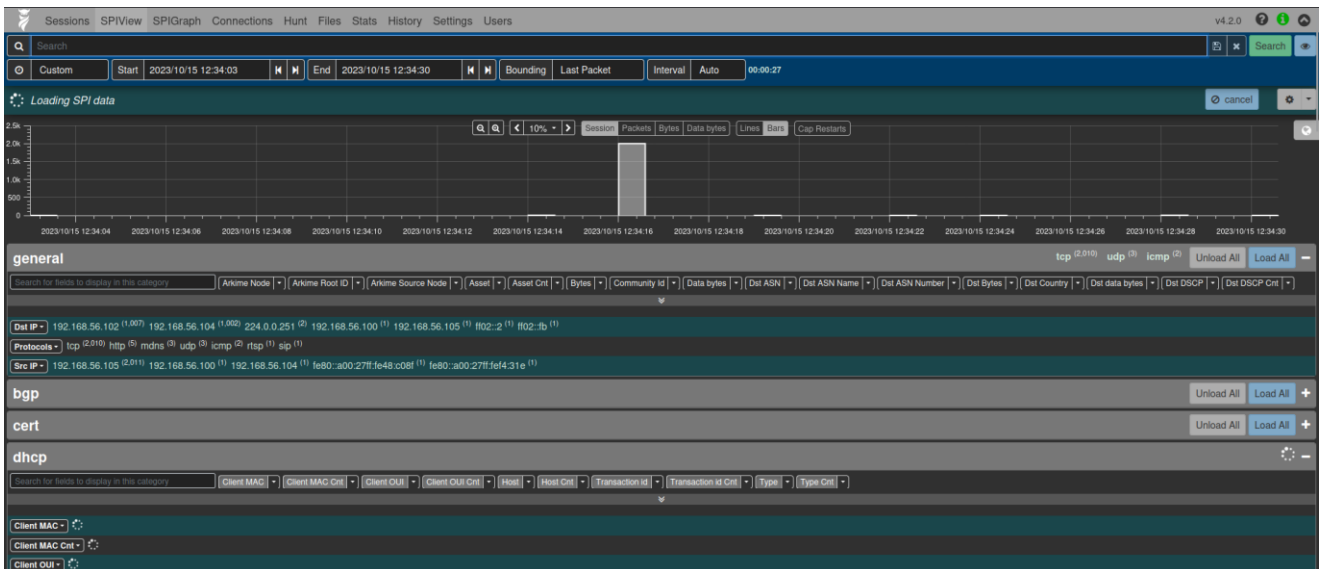 Sessions SPIView SPIGraph Connections Hunt Files Stats History Settings Users v4.2.0
Search Search
Custom Start 2023/10/15 12:34:03 End 2023/10/15 12:34:30 Bounding Last Packet Interval Auto 00:00:27
Loading SPI data cancel
10% Session Packets Bytes Data bytes Lines Bars Cap Restarts
2.5k
2.0k
1.5k
1.0k
500
0
2023/10/15 12:34:04 2023/10/15 12:34:06 2023/10/15 12:34:08 2023/10/15 12:34:10 2023/10/15 12:34:12 2023/10/15 12:34:14 2023/10/15 12:34:16 2023/10/15 12:34:18 2023/10/15 12:34:20 2023/10/15 12:34:22 2023/10/15 12:34:24 2023/10/15 12:34:26 2023/10/15 12:34:28 2023/10/15 12:34:30
general tcp (2,010) udp (3) icmp (2) Unload All Load All
Search for fields to display in this category Arkime Node Arkime Root ID Arkime Source Node Asset Asset Cnt Bytes Community Id Data bytes Dst ASN Dst ASN Name Dst ASN Number Dst Bytes Dst Country Dst data bytes Dst DSCP Dst DSCP Cnt
Dst IP 192.168.56.102 (1,007) 192.168.56.104 (1,002) 224.0.0.251 (2) 192.168.56.100 (1) 192.168.56.105 (1) ff02::2 (1) ff02::fb (1)
Protocols tcp (2,010) http (5) mdns (3) udp (3) icmp (2) rtsp (1) sip (1)
Src IP 192.168.56.105 (2,011) 192.168.56.100 (1) 192.168.56.104 (1) fe80::a00:27ff:fe48:c08f (1) fe80::a00:27ff:fef4:31e (1)
bgp Unload All Load All
cert Unload All Load All
dhcp
Search for fields to display in this category Client MAC Client MAC Cnt Client OUI Client OUI Cnt Host Host Cnt Transaction id Transaction id Cnt Type Type Cnt
Client MAC
Client MAC Cnt
Client OUI